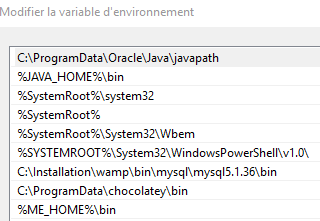 Modifier la variable d'environnement
C:\ProgramData\Oracle\Java\javapath
%JAVA_HOME%\bin
%SystemRoot%\system32
%SystemRoot%
%SystemRoot%\System32\Wbem
%SYSTEMROOT%\System32\WindowsPowerShell\v1.0\
C:\Installation\wamp\bin\mysql\mysql5.1.36\bin
C:\ProgramData\chocolatey\bin
%ME_HOME%\bin